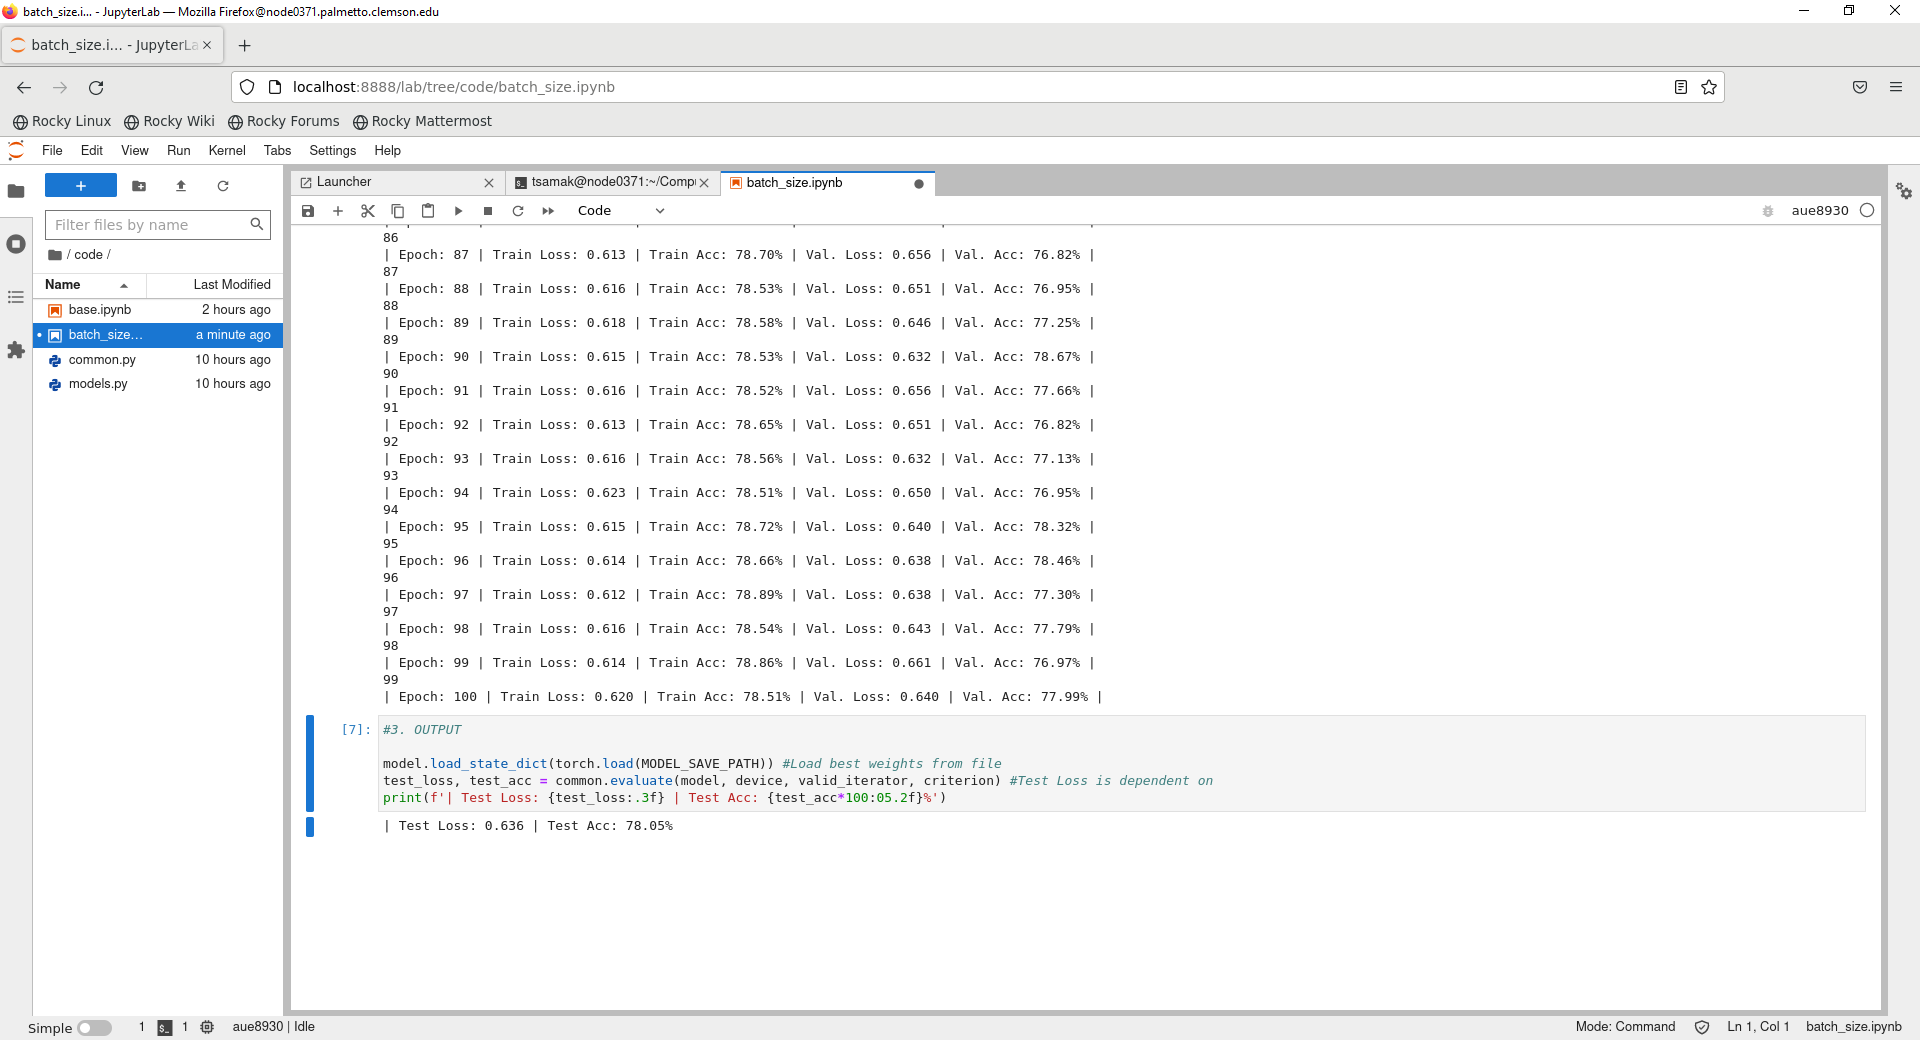 batch_size.i... - JupyterLab — Mozilla Firefox@node0371.palmetto.clemson.edu
batch_size.i... - JupyterLa
localhost:8888/lab/tree/code/batch_size.ipynb
Rocky Linux Rocky Wiki Rocky Forums Rocky Mattermost
File Edit View Run Kernel Tabs Settings Help
Launcher tsamak@node0371:~/Comp batch_size.ipynb
Code aue8930
Filter files by name
/ code /
Name Last Modified
base.ipynb 2 hours ago
batch_size... a minute ago
common.py 10 hours ago
models.py 10 hours ago
86
| Epoch: 87 | Train Loss: 0.613 | Train Acc: 78.70% | Val. Loss: 0.656 | Val. Acc: 76.82% |
87
| Epoch: 88 | Train Loss: 0.616 | Train Acc: 78.53% | Val. Loss: 0.651 | Val. Acc: 76.95% |
88
| Epoch: 89 | Train Loss: 0.618 | Train Acc: 78.58% | Val. Loss: 0.646 | Val. Acc: 77.25% |
89
| Epoch: 90 | Train Loss: 0.615 | Train Acc: 78.53% | Val. Loss: 0.632 | Val. Acc: 78.67% |
90
| Epoch: 91 | Train Loss: 0.616 | Train Acc: 78.52% | Val. Loss: 0.656 | Val. Acc: 77.66% |
91
| Epoch: 92 | Train Loss: 0.613 | Train Acc: 78.65% | Val. Loss: 0.651 | Val. Acc: 76.82% |
92
| Epoch: 93 | Train Loss: 0.616 | Train Acc: 78.56% | Val. Loss: 0.632 | Val. Acc: 77.13% |
93
| Epoch: 94 | Train Loss: 0.623 | Train Acc: 78.51% | Val. Loss: 0.650 | Val. Acc: 76.95% |
94
| Epoch: 95 | Train Loss: 0.615 | Train Acc: 78.72% | Val. Loss: 0.640 | Val. Acc: 78.32% |
95
| Epoch: 96 | Train Loss: 0.614 | Train Acc: 78.66% | Val. Loss: 0.638 | Val. Acc: 78.46% |
96
| Epoch: 97 | Train Loss: 0.612 | Train Acc: 78.89% | Val. Loss: 0.638 | Val. Acc: 77.30% |
97
| Epoch: 98 | Train Loss: 0.616 | Train Acc: 78.54% | Val. Loss: 0.643 | Val. Acc: 77.79% |
98
| Epoch: 99 | Train Loss: 0.614 | Train Acc: 78.86% | Val. Loss: 0.661 | Val. Acc: 76.97% |
99
| Epoch: 100 | Train Loss: 0.620 | Train Acc: 78.51% | Val. Loss: 0.640 | Val. Acc: 77.99% |
[7]: #3. OUTPUT
model.load_state_dict(torch.load(MODEL_SAVE_PATH)) #Load best weights from file
test_loss, test_acc = common.evaluate(model, device, valid_iterator, criterion) #Test Loss is dependent on
print(f'| Test Loss: {test_loss:.3f} | Test Acc: {test_acc*100:05.2f}%')
| Test Loss: 0.636 | Test Acc: 78.05%
Simple 1 1 aue8930 | Idle Mode: Command Ln 1, Col 1 batch_size.ipynb